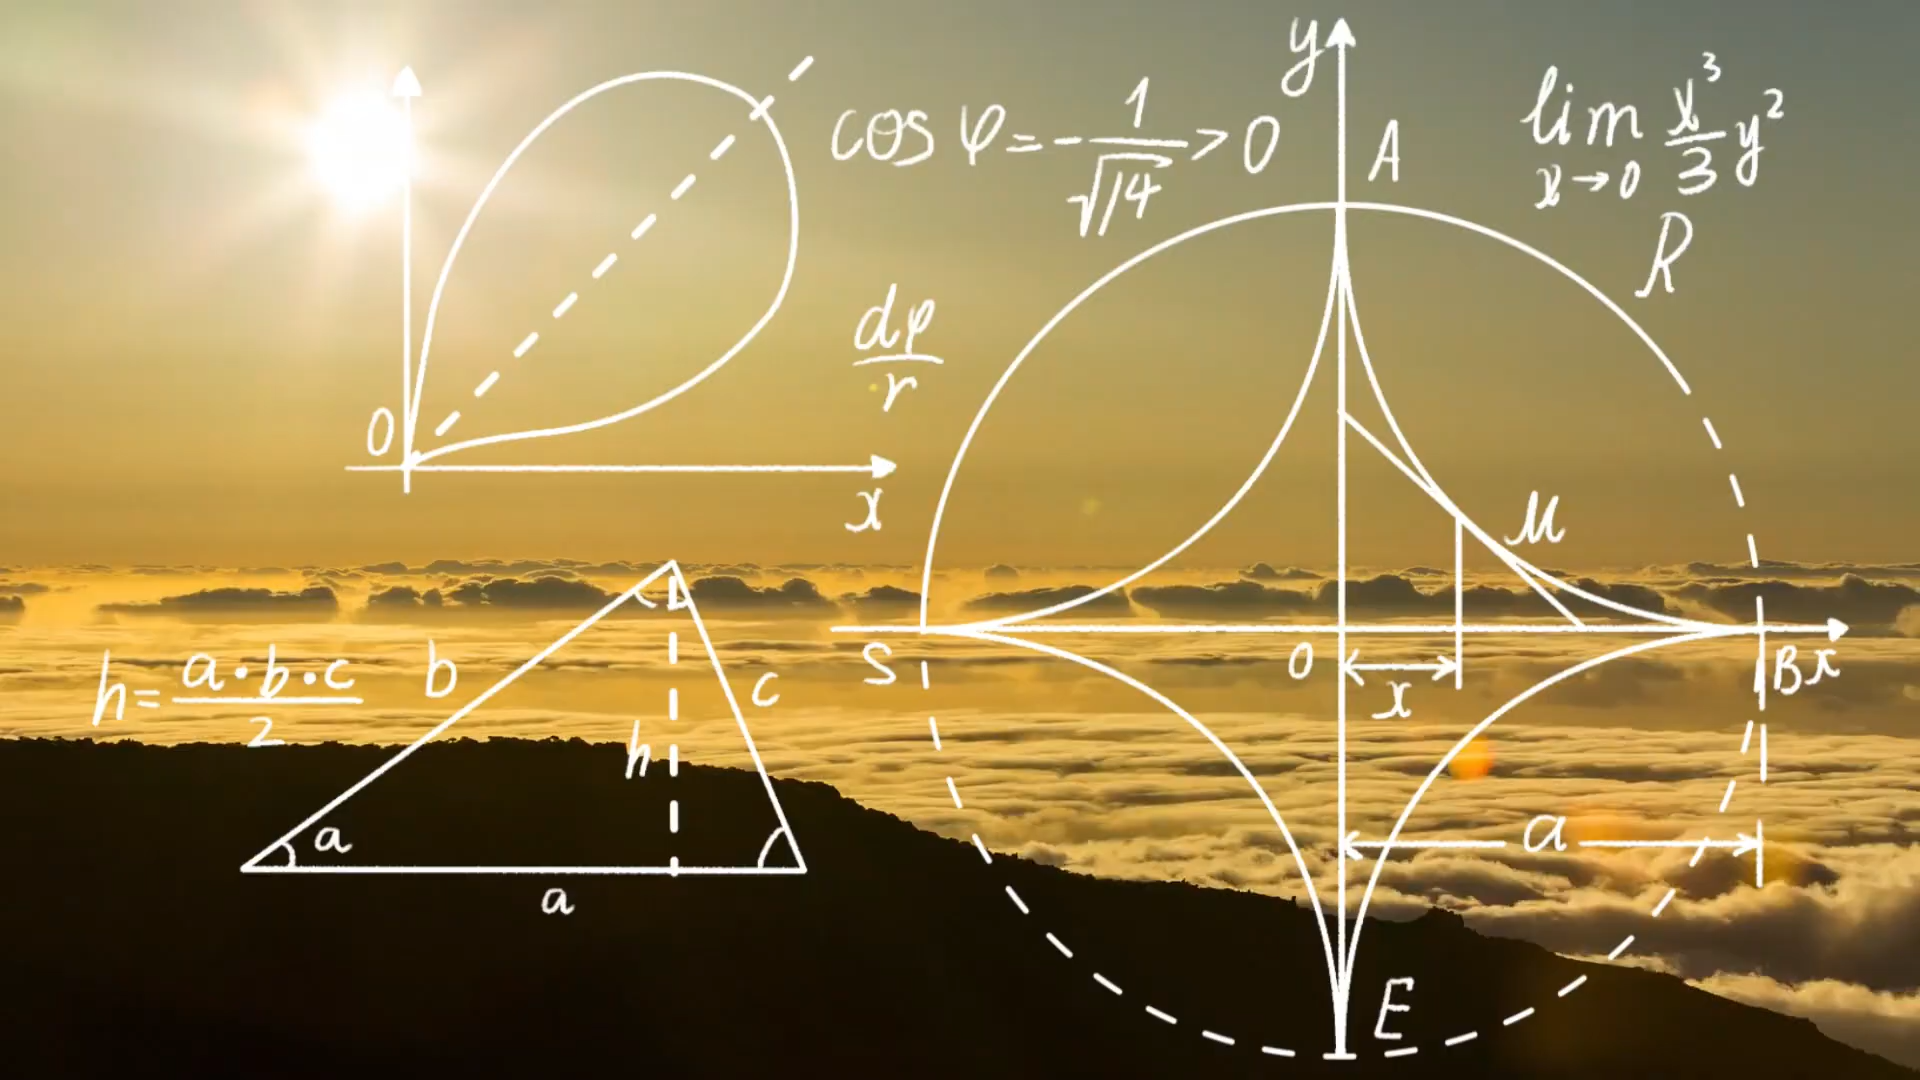 y
cos φ = - 1/√14 > 0
A
lim x→0 x³/3 y²
R
dφ/r
0
x
M
S
0
x
B x
h = a·b·c/2
b
c
h
a
a
a
E